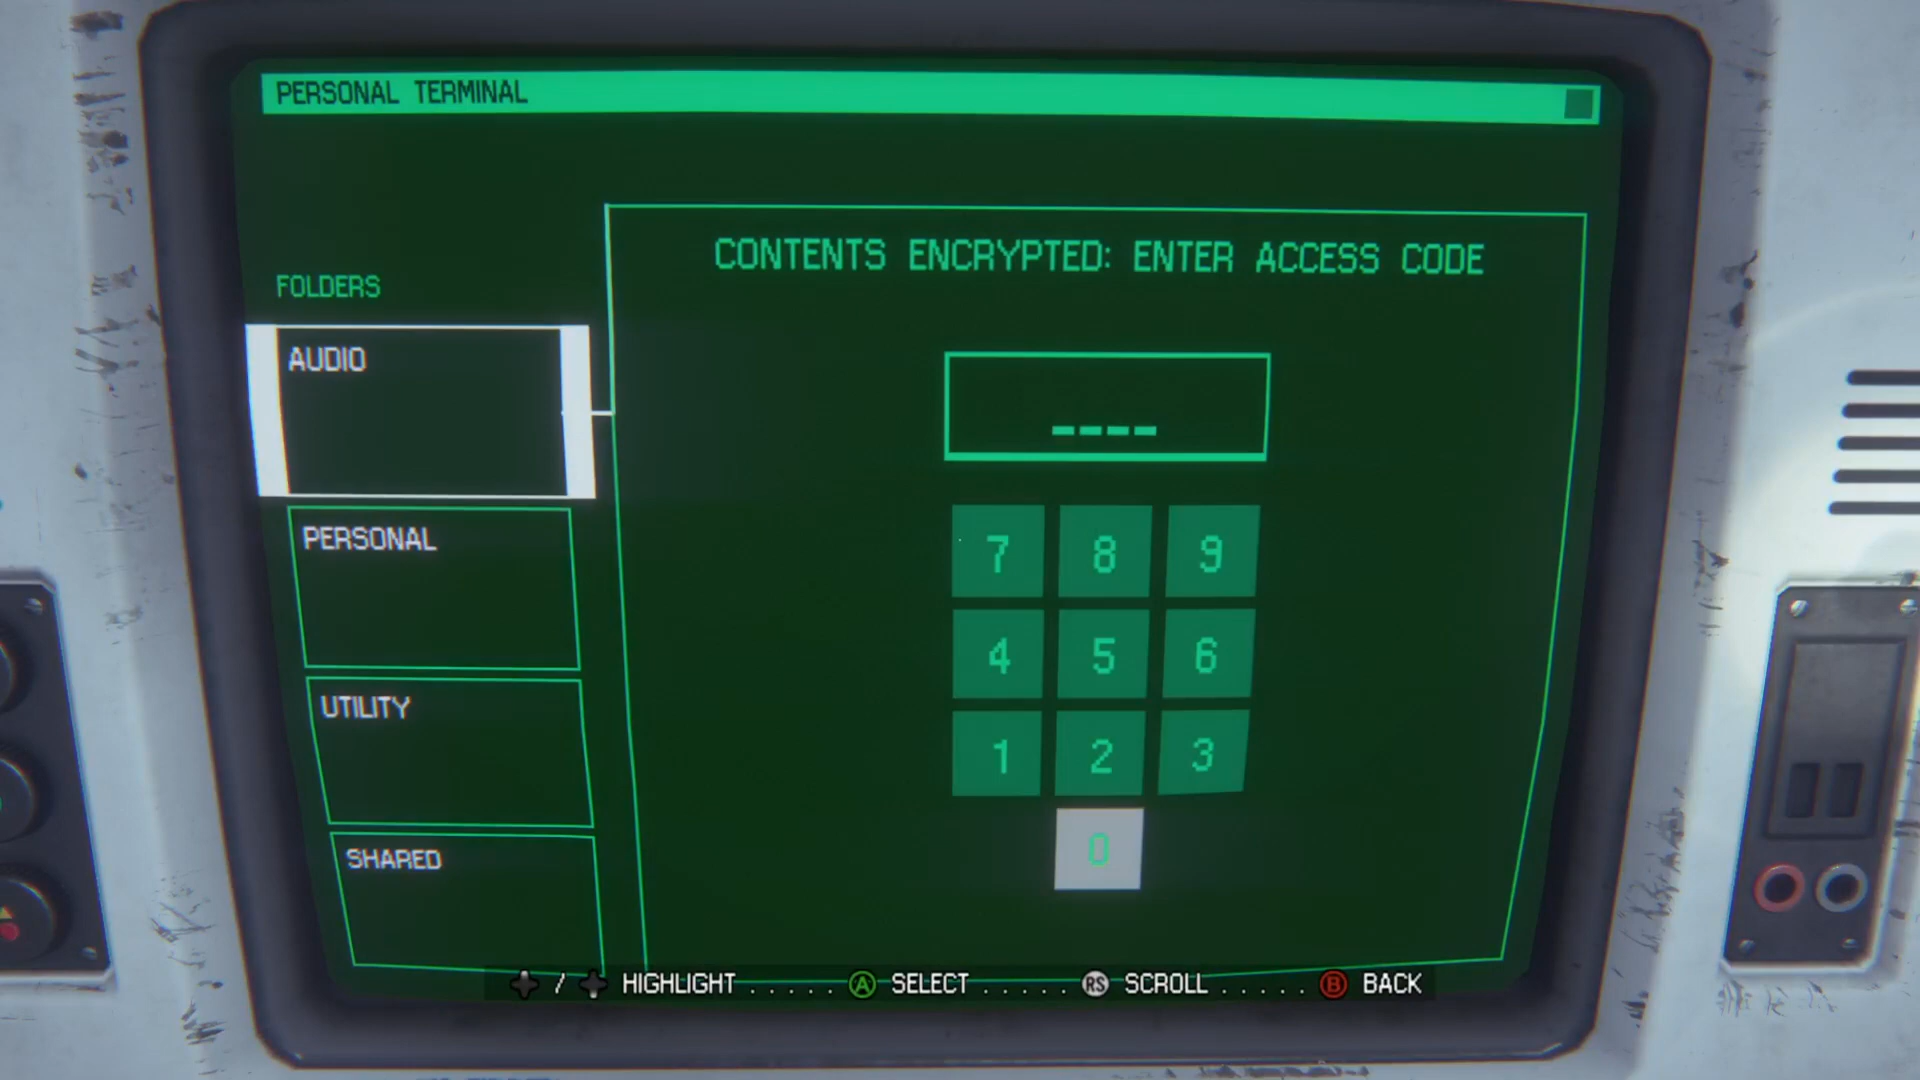 PERSONAL TERMINAL
CONTENTS ENCRYPTED: ENTER ACCESS CODE
FOLDERS
AUDIO
PERSONAL
UTILITY
SHARED
7 8 9
4 5 6
1 2 3
0
/ HIGHLIGHT ..... A SELECT ..... RS SCROLL ..... B BACK